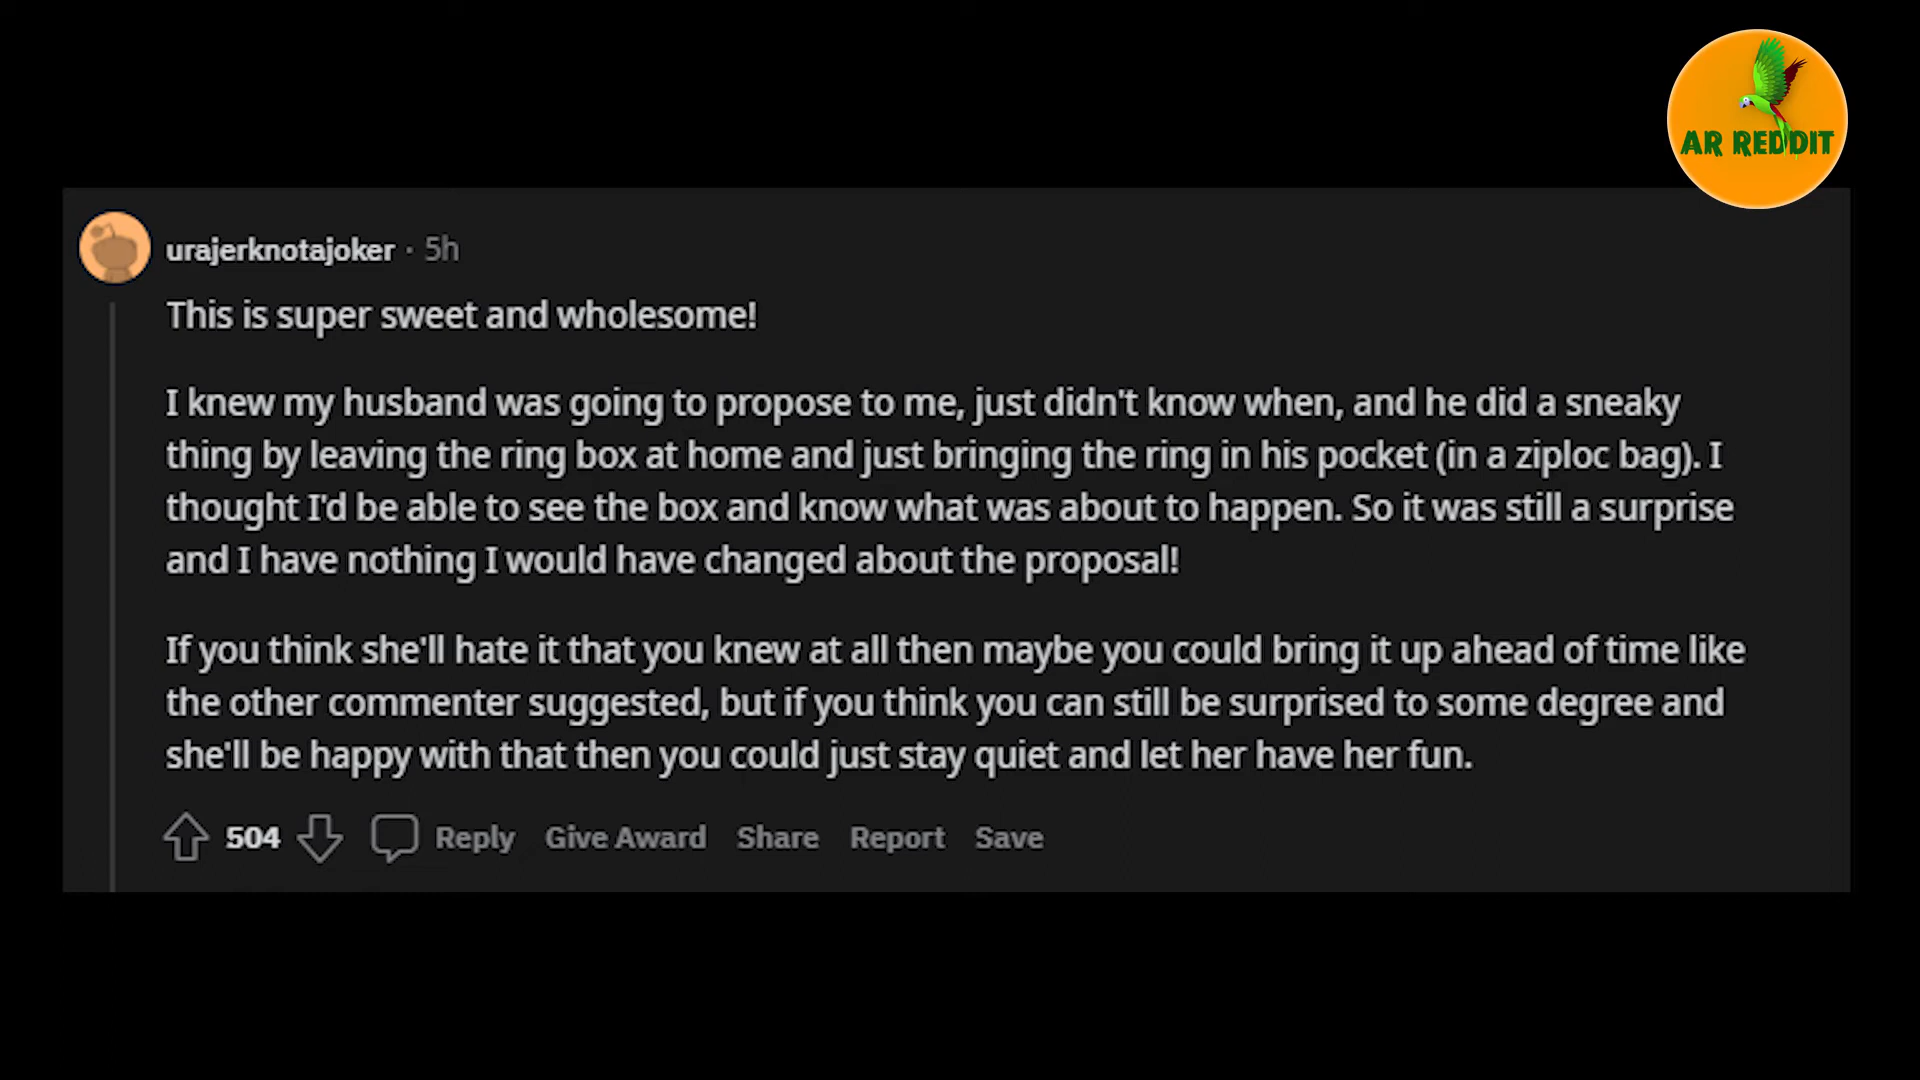 AR REDDIT
urajerknotajoker · 5h
This is super sweet and wholesome!
I knew my husband was going to propose to me, just didn't know when, and he did a sneaky
thing by leaving the ring box at home and just bringing the ring in his pocket (in a ziploc bag). I
thought I'd be able to see the box and know what was about to happen. So it was still a surprise
and I have nothing I would have changed about the proposal!
If you think she'll hate it that you knew at all then maybe you could bring it up ahead of time like
the other commenter suggested, but if you think you can still be surprised to some degree and
she'll be happy with that then you could just stay quiet and let her have her fun.
504 Reply Give Award Share Report Save